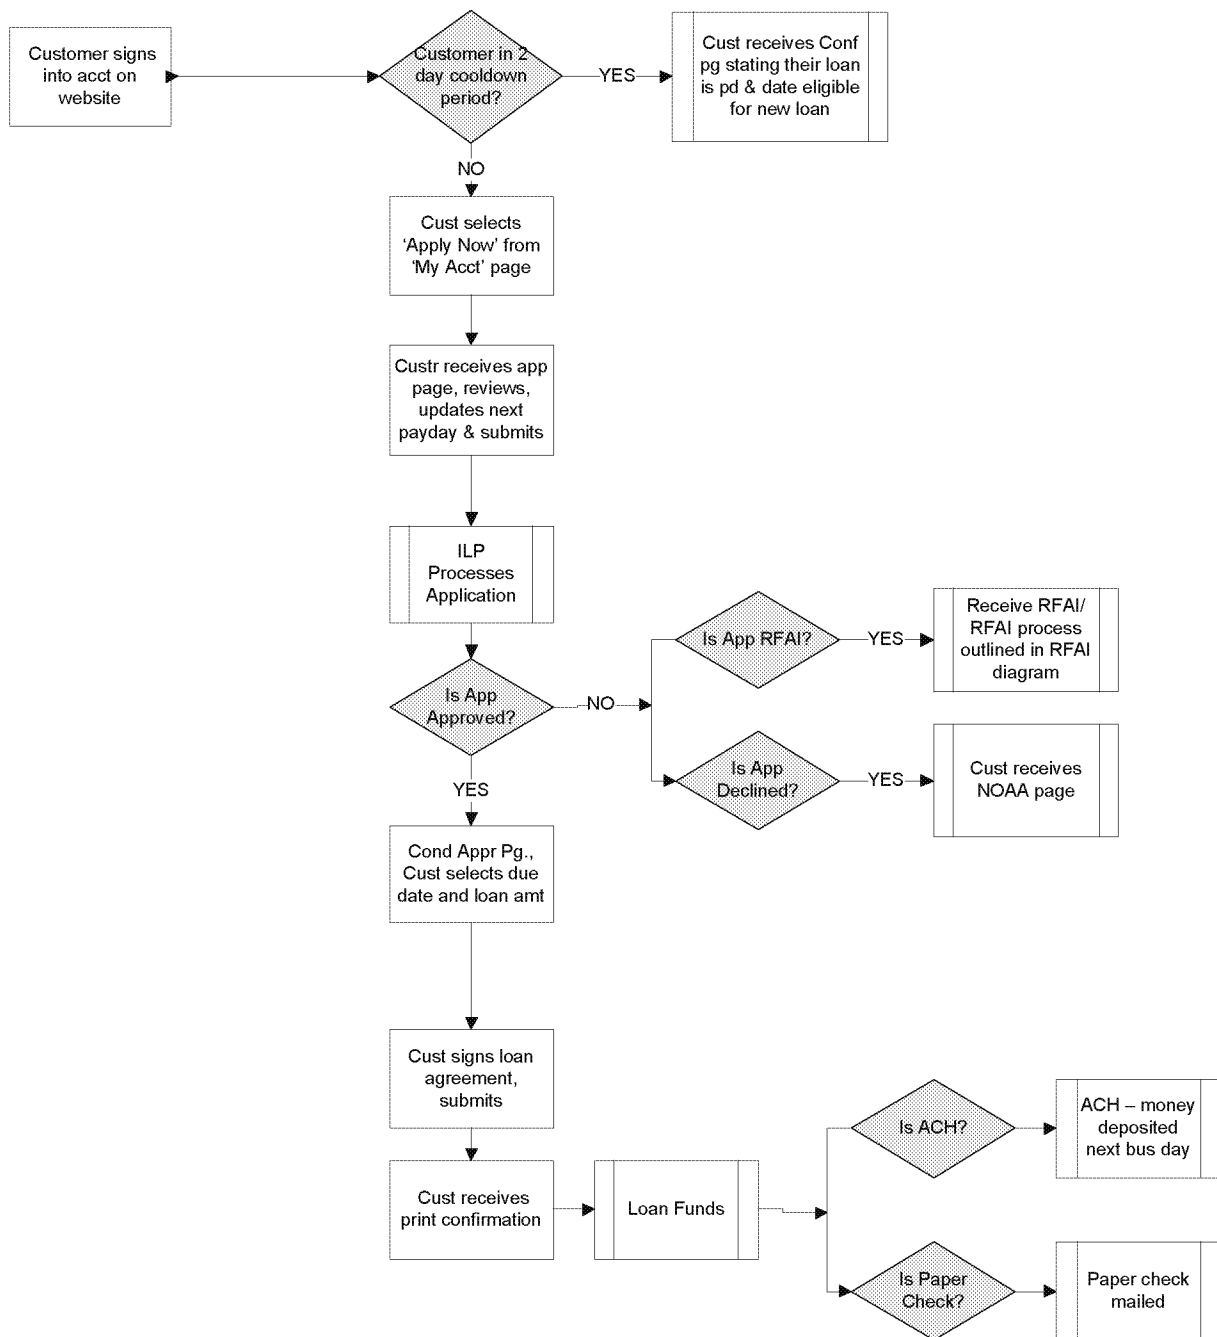 Customer signs
into acct on
website
Customer in 2
day cooldown
period?
YES
Cust receives Conf
pg stating their loan
is pd & date eligible
for new loan
NO
Cust selects
‘Apply Now’ from
‘My Acct’ page
Custr receives app
page, reviews,
updates next
payday & submits
ILP
Processes
Application
Is App RFAI?
YES
Receive RFAI/
RFAI process
outlined in RFAI
diagram
Is App
Approved?
NO
Is App
Declined?
YES
Cust receives
NOAA page
YES
Cond Appr Pg.,
Cust selects due
date and loan amt
Cust signs loan
agreement,
submits
Is ACH?
ACH – money
deposited
next bus day
Cust receives
print confirmation
Loan Funds
Is Paper
Check?
Paper check
mailed